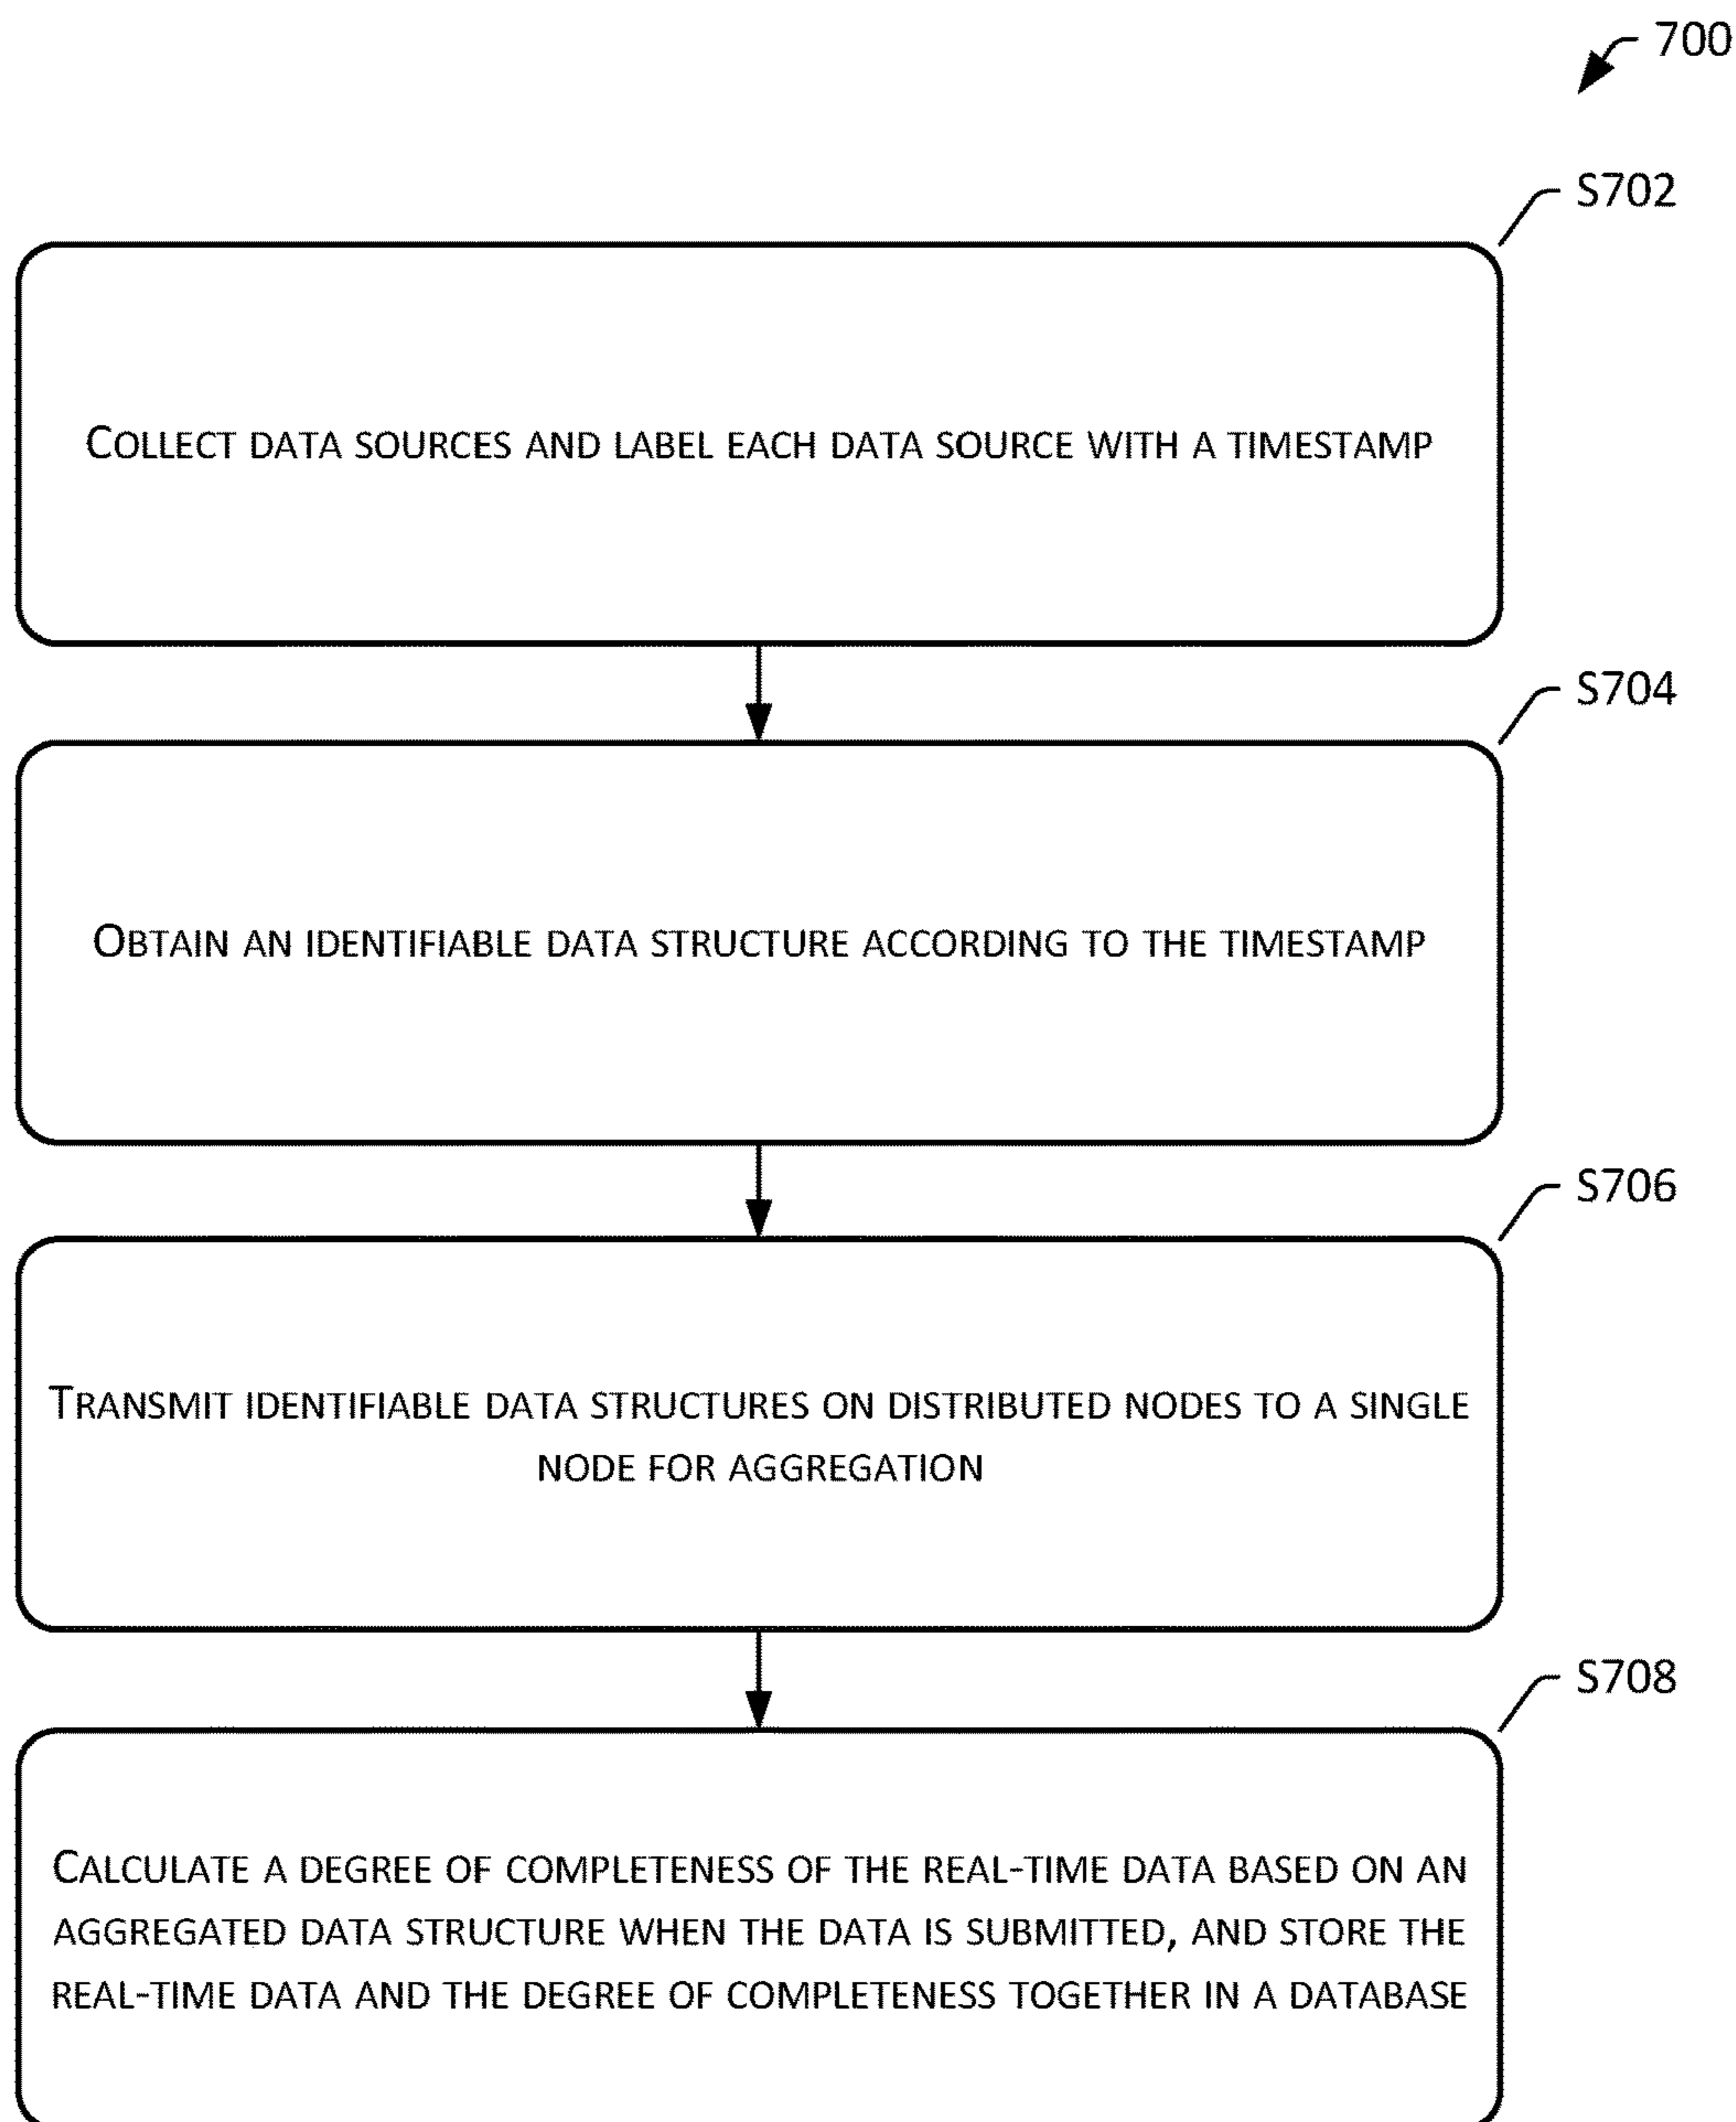 700
S702
COLLECT DATA SOURCES AND LABEL EACH DATA SOURCE WITH A TIMESTAMP
S704
OBTAIN AN IDENTIFIABLE DATA STRUCTURE ACCORDING TO THE TIMESTAMP
S706
TRANSMIT IDENTIFIABLE DATA STRUCTURES ON DISTRIBUTED NODES TO A SINGLE
NODE FOR AGGREGATION
S708
CALCULATE A DEGREE OF COMPLETENESS OF THE REAL-TIME DATA BASED ON AN
AGGREGATED DATA STRUCTURE WHEN THE DATA IS SUBMITTED, AND STORE THE
REAL-TIME DATA AND THE DEGREE OF COMPLETENESS TOGETHER IN A DATABASE